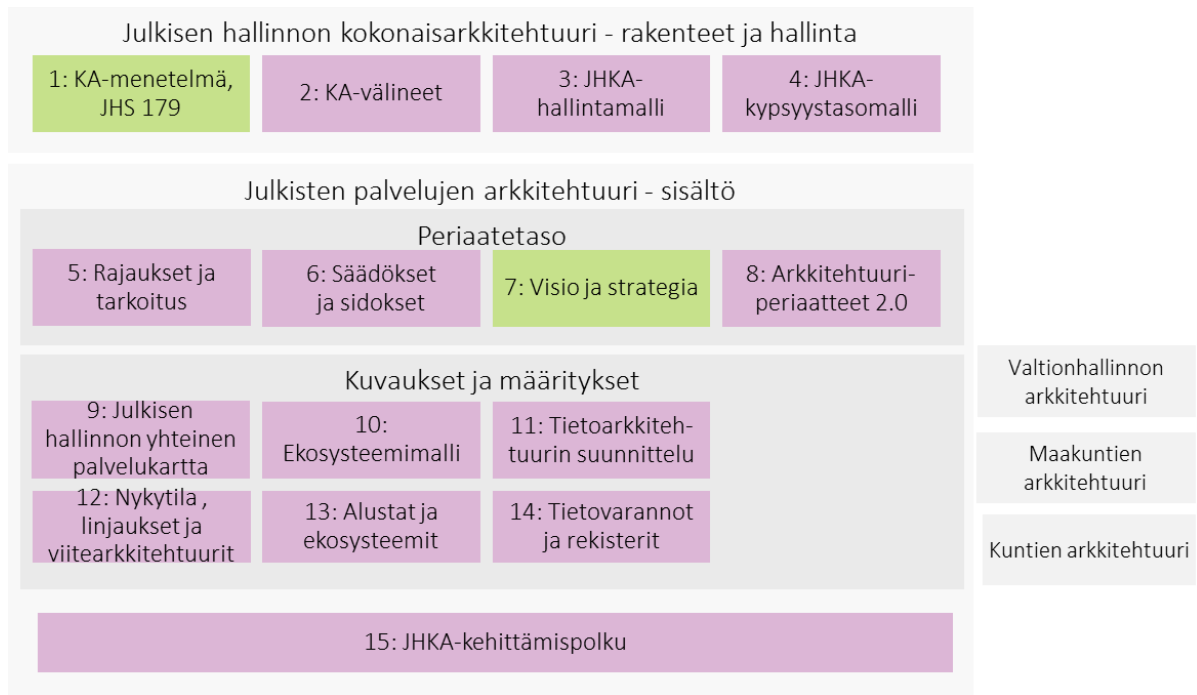 Julkisen hallinnon kokonaisarkkitehtuuri - rakenteet ja hallinta
1: KA-menetelmä,
JHS 179
2: KA-välineet
3: JHKA-
hallintamalli
4: JHKA-
kypsyystasomalli
Julkisten palvelujen arkkitehtuuri - sisältö
Periaatetaso
5: Rajaukset ja
tarkoitus
6: Säädökset
ja sidokset
7: Visio ja strategia
8: Arkkitehtuuri-
periaatteet 2.0
Kuvaukset ja määritykset
9: Julkisen
hallinnon yhteinen
palvelukartta
10:
Ekosysteemimalli
11: Tietoarkkiteh-
tuurin suunnittelu
12: Nykytila ,
linjaukset ja
viitearkkitehtuurit
13: Alustat ja
ekosysteemit
14: Tietovarannot
ja rekisterit
15: JHKA-kehittämispolku
Valtionhallinnon
arkkitehtuuri
Maakuntien
arkkitehtuuri
Kuntien arkkitehtuuri